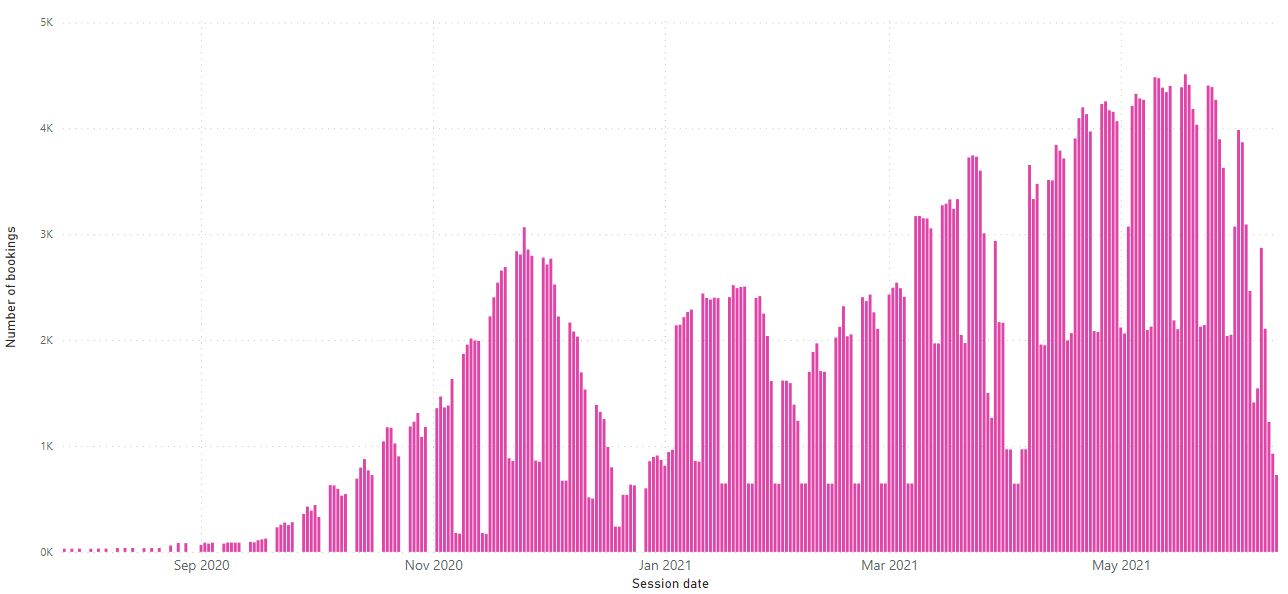 5K
4K
3K
2K
1K
0K
Number of bookings
Sep 2020
Nov 2020
Jan 2021
Mar 2021
May 2021
Session date